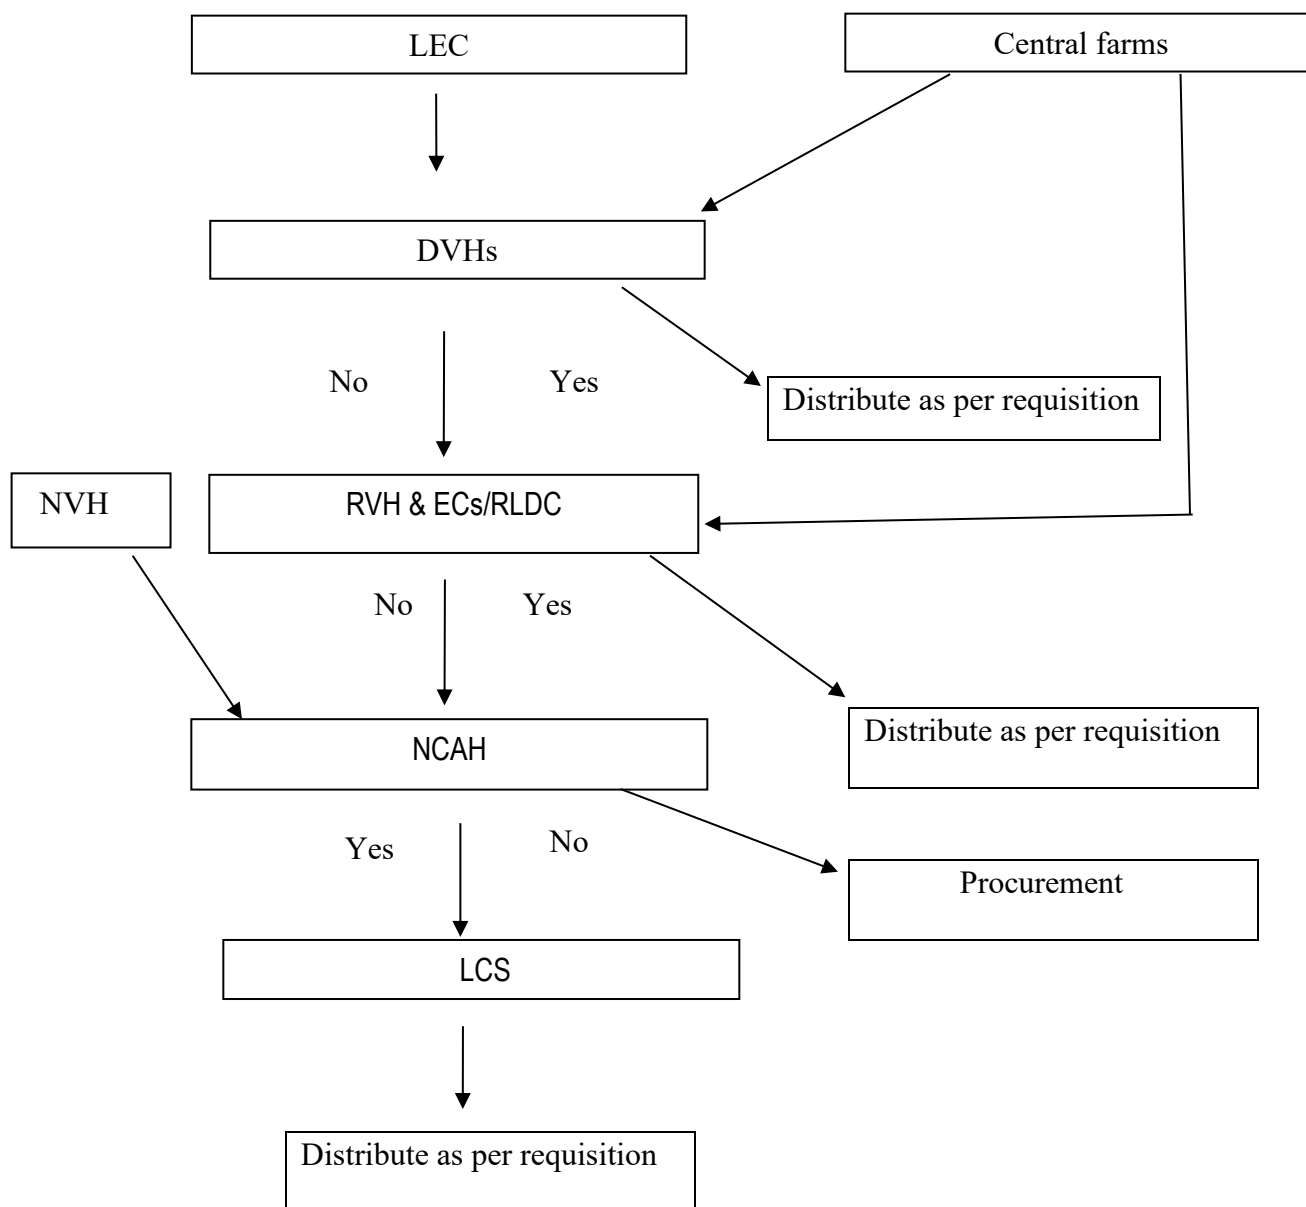 LEC
Central farms
DVHs
No
Yes
Distribute as per requisition
NVH
RVH & ECs/RLDC
No
Yes
Distribute as per requisition
NCAH
Yes
No
Procurement
LCS
Distribute as per requisition